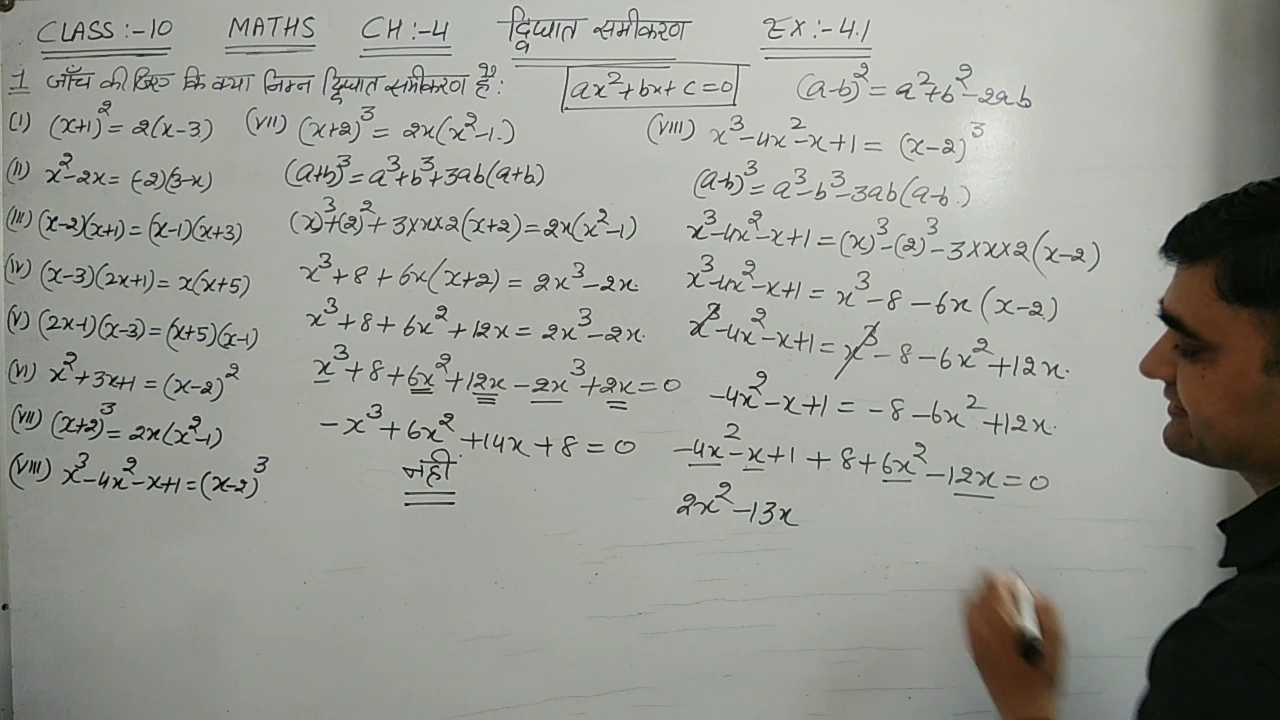 CLASS:-10 MATHS CH:-4 द्विघात समीकरण EX:-4.1
1 जाँच कीजिए कि क्या निम्न द्विघात समीकरण है: ax²+bx+c=0 (a-b)²=a²+b²-2ab
(i) (x+1)²=2(x-3)
(ii) x²-2x=(-2)(3-x)
(iii) (x-2)(x+1)=(x-1)(x+3)
(iv) (x-3)(2x+1)=x(x+5)
(v) (2x-1)(x-3)=(x+5)(x-1)
(vi) x²+3x+1=(x-2)²
(vii) (x+2)³=2x(x²-1)
(viii) x³-4x²-x+1=(x-2)³
(vii) (x+2)³=2x(x²-1)
(a+b)³=a³+b³+3ab(a+b)
(x)³+(2)²+3×x×2(x+2)=2x(x²-1)
x³+8+6x(x+2)=2x³-2x
x³+8+6x²+12x=2x³-2x
x³+8+6x²+12x-2x³+2x=0
-x³+6x²+14x+8=0
नहीं
(viii) x³-4x²-x+1=(x-2)³
(a-b)³=a³-b³-3ab(a-b)
x³-4x²-x+1=(x)³-(2)³-3×x×2(x-2)
x³-4x²-x+1=x³-8-6x(x-2)
x³-4x²-x+1=x³-8-6x²+12x
-4x²-x+1=-8-6x²+12x
-4x²-x+1+8+6x²-12x=0
2x²-13x